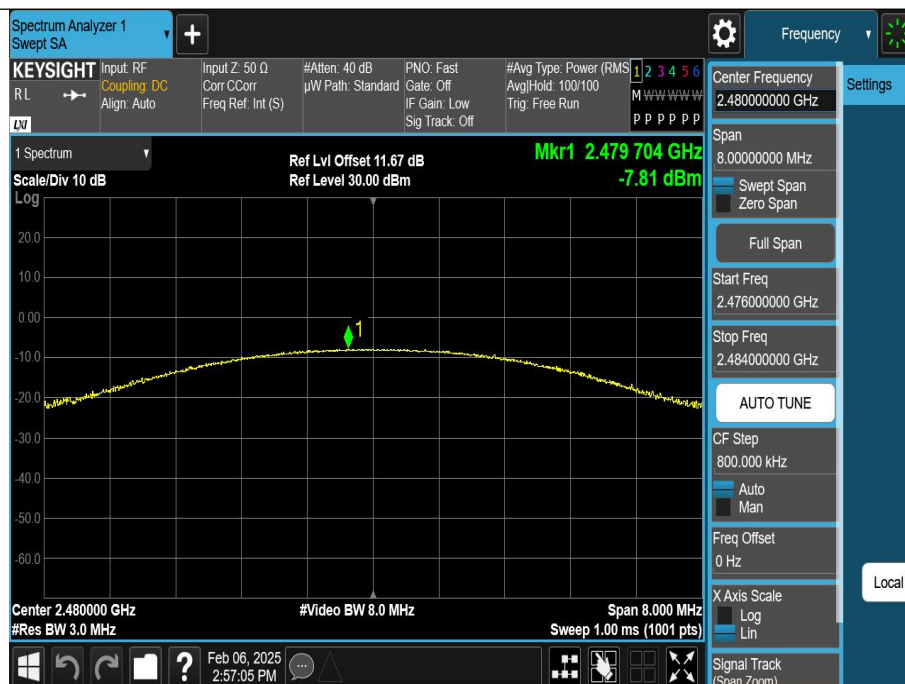 Spectrum Analyzer 1
Swept SA
Frequency
KEYSIGHT
RL
LXI
Input: RF
Coupling: DC
Align: Auto
Input Z: 50 Ω
Corr CCorr
Freq Ref: Int (S)
#Atten: 40 dB
µW Path: Standard
PNO: Fast
Gate: Off
IF Gain: Low
Sig Track: Off
#Avg Type: Power (RMS
Avg|Hold: 100/100
Trig: Free Run
1 2 3 4 5 6
M W W W W W
P P P P P P
1 Spectrum
Scale/Div 10 dB
Log
Ref Lvl Offset 11.67 dB
Ref Level 30.00 dBm
Mkr1 2.479 704 GHz
-7.81 dBm
20.0
10.0
0.00
1
-10.0
-20.0
-30.0
-40.0
-50.0
-60.0
Center 2.480000 GHz
#Res BW 3.0 MHz
#Video BW 8.0 MHz
Span 8.000 MHz
Sweep 1.00 ms (1001 pts)
Feb 06, 2025
2:57:05 PM
Center Frequency
2.480000000 GHz
Settings
Span
8.00000000 MHz
Swept Span
Zero Span
Full Span
Start Freq
2.476000000 GHz
Stop Freq
2.484000000 GHz
AUTO TUNE
CF Step
800.000 kHz
Auto
Man
Freq Offset
0 Hz
Local
X Axis Scale
Log
Lin
Signal Track
(Span Zoom)